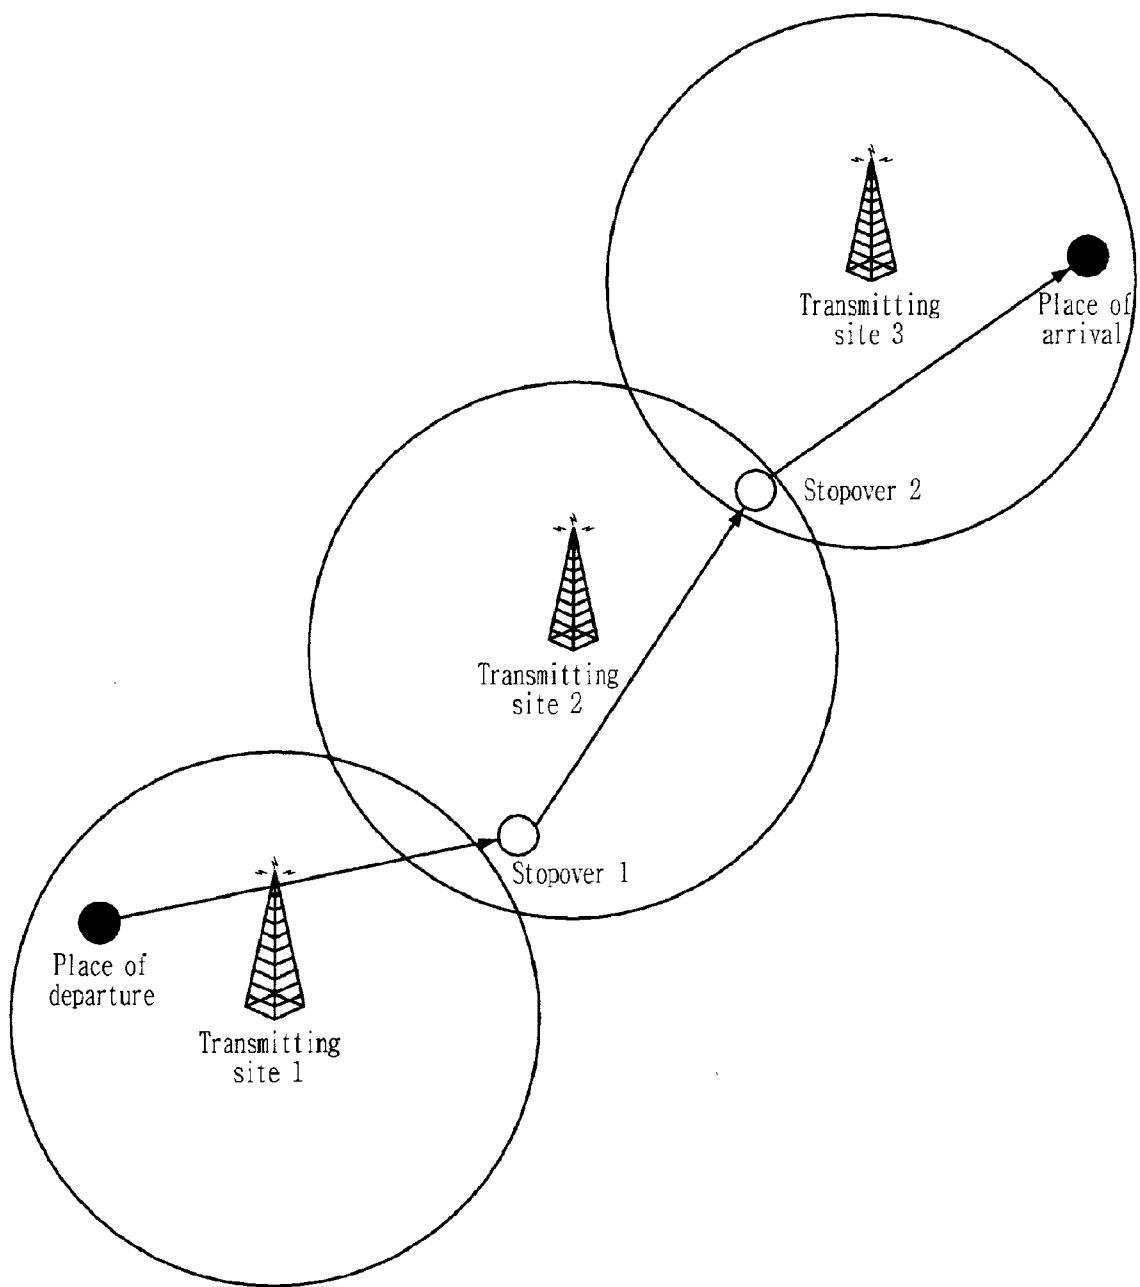 Transmitting
site 3
Place of
arrival
Stopover 2
Transmitting
site 2
Stopover 1
Place of
departure
Transmitting
site 1